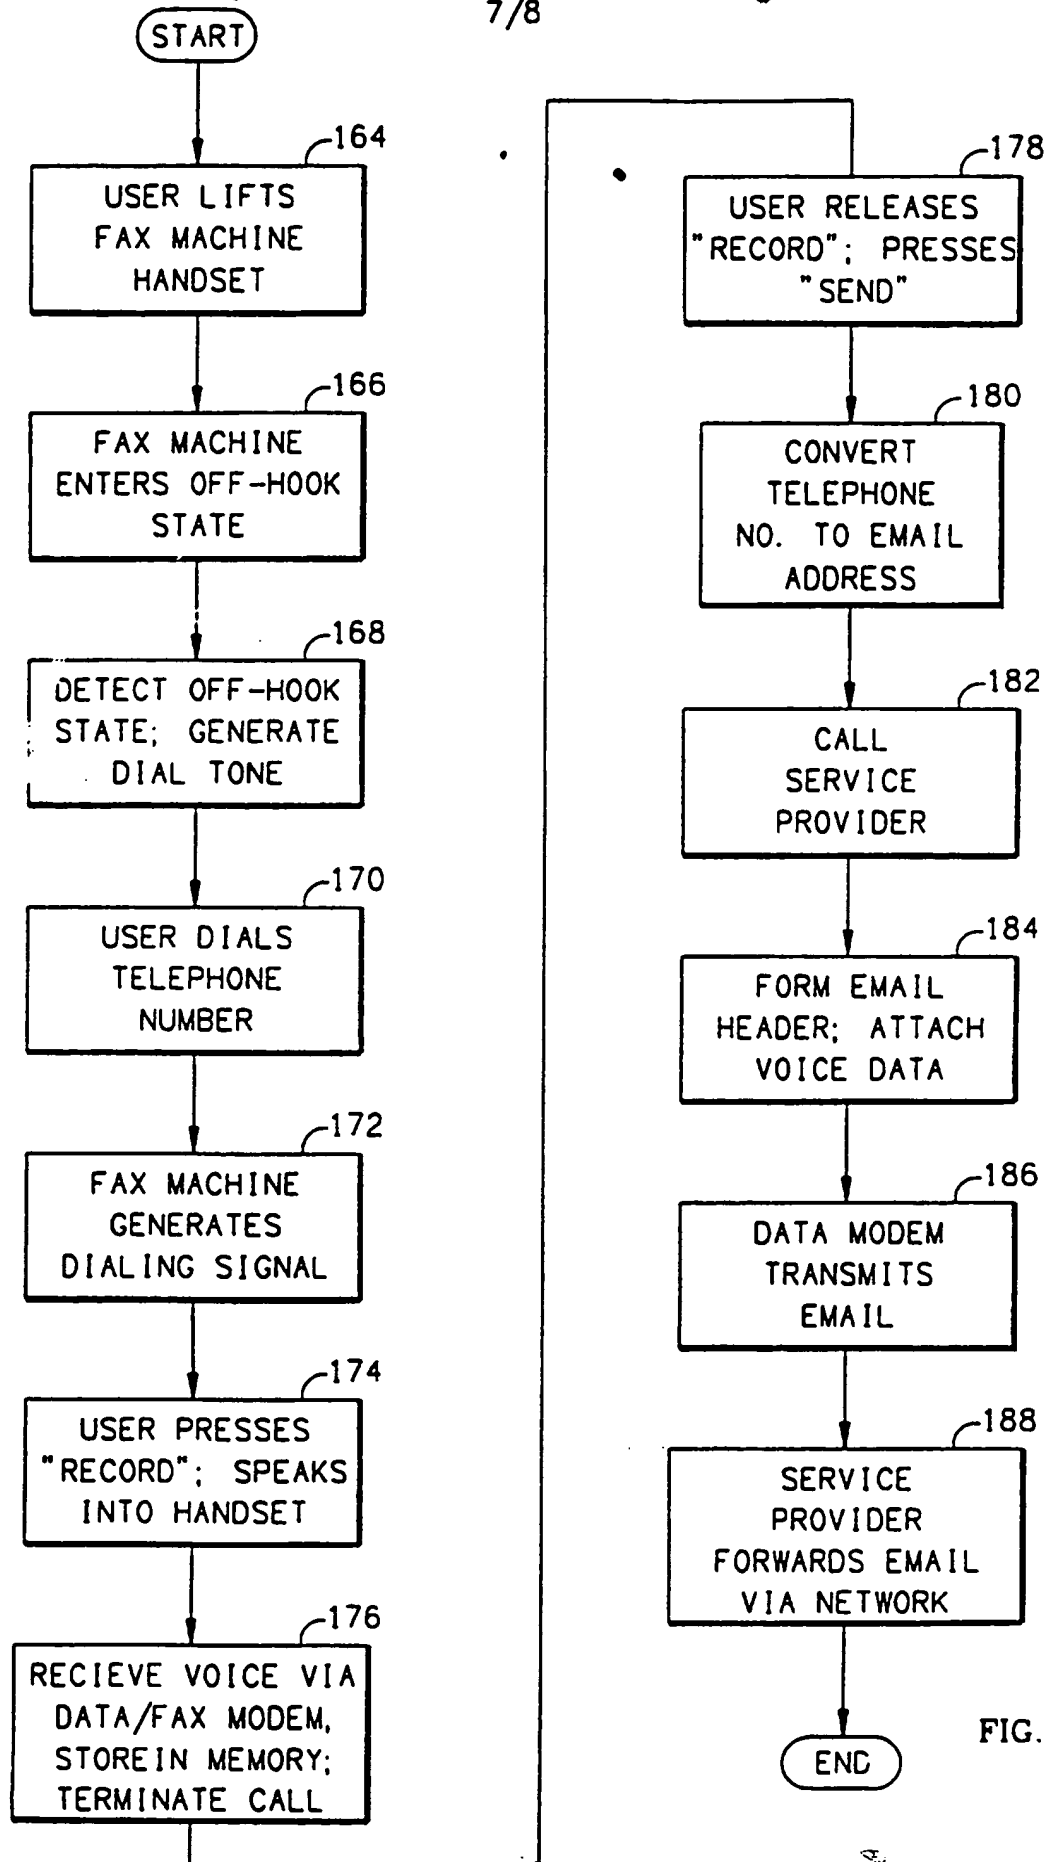 7/8
START
164
USER LIFTS
FAX MACHINE
HANDSET
166
FAX MACHINE
ENTERS OFF-HOOK
STATE
168
DETECT OFF-HOOK
STATE; GENERATE
DIAL TONE
170
USER DIALS
TELEPHONE
NUMBER
172
FAX MACHINE
GENERATES
DIALING SIGNAL
174
USER PRESSES
"RECORD"; SPEAKS
INTO HANDSET
176
RECIEVE VOICE VIA
DATA/FAX MODEM,
STOREIN MEMORY;
TERMINATE CALL
178
USER RELEASES
"RECORD"; PRESSES
"SEND"
180
CONVERT
TELEPHONE
NO. TO EMAIL
ADDRESS
182
CALL
SERVICE
PROVIDER
184
FORM EMAIL
HEADER; ATTACH
VOICE DATA
186
DATA MODEM
TRANSMITS
EMAIL
188
SERVICE
PROVIDER
FORWARDS EMAIL
VIA NETWORK
END
FIG.